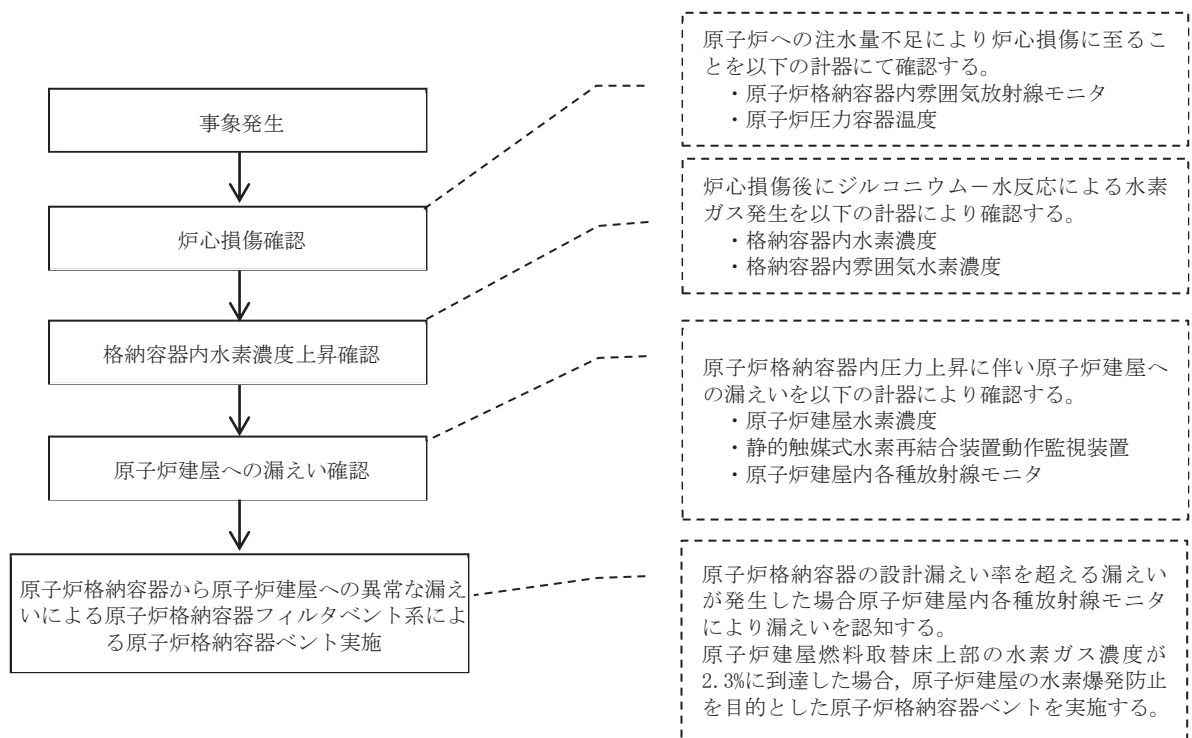 事象発生
炉心損傷確認
格納容器内水素濃度上昇確認
原子炉建屋への漏えい確認
原子炉格納容器から原子炉建屋への異常な漏え
いによる原子炉格納容器フィルタベント系によ
る原子炉格納容器ベント実施
原子炉への注水量不足により炉心損傷に至るこ
とを以下の計器にて確認する。
・原子炉格納容器内雰囲気放射線モニタ
・原子炉圧力容器温度
炉心損傷後にジルコニウム－水反応による水素
ガス発生を以下の計器により確認する。
・格納容器内水素濃度
・格納容器内雰囲気水素濃度
原子炉格納容器内圧力上昇に伴い原子炉建屋へ
の漏えいを以下の計器により確認する。
・原子炉建屋水素濃度
・静的触媒式水素再結合装置動作監視装置
・原子炉建屋内各種放射線モニタ
原子炉格納容器の設計漏えい率を超える漏えい
が発生した場合原子炉建屋内各種放射線モニタ
により漏えいを認知する。
原子炉建屋燃料取替床上部の水素ガス濃度が
2.3%に到達した場合，原子炉建屋の水素爆発防止
を目的とした原子炉格納容器ベントを実施する。